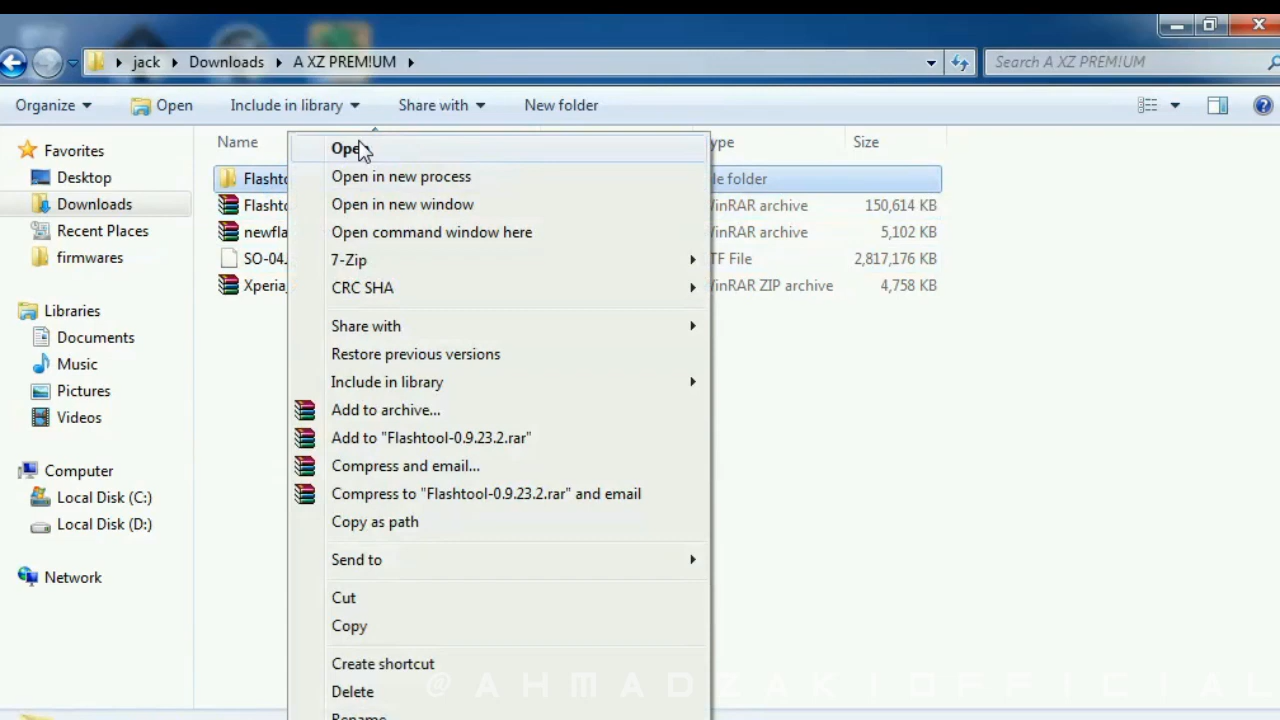 jack Downloads A XZ PREM!UM
Search A XZ PREM!UM
Organize Open Include in library Share with New folder
Name Size
Favorites
Desktop
Downloads
Recent Places
firmwares
Libraries
Documents
Music
Pictures
Videos
Computer
Local Disk (C:)
Local Disk (D:)
Network
Flashto le folder
Flashto WinRAR archive 150,614 KB
newfla WinRAR archive 5,102 KB
SO-04. TF File 2,817,176 KB
Xperia WinRAR ZIP archive 4,758 KB
Open
Open in new process
Open in new window
Open command window here
7-Zip
CRC SHA
Share with
Restore previous versions
Include in library
Add to archive...
Add to "Flashtool-0.9.23.2.rar"
Compress and email...
Compress to "Flashtool-0.9.23.2.rar" and email
Copy as path
Send to
Cut
Copy
Create shortcut
Delete
Rename
@AHMADZAKIOFFICIAL